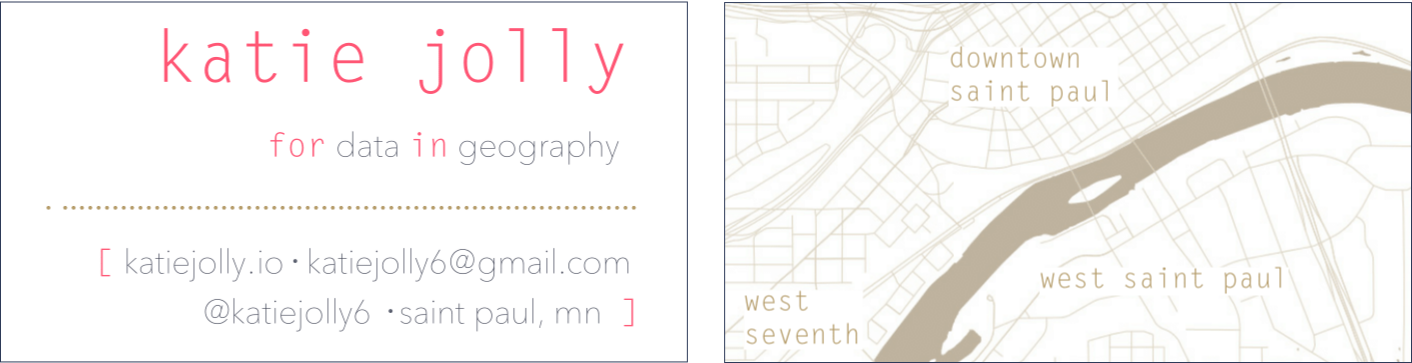 katie jolly
for data in geography
[ katiejolly.io · katiejolly6@gmail.com
@katiejolly6 · saint paul, mn ]
downtown
saint paul
west saint paul
west
seventh